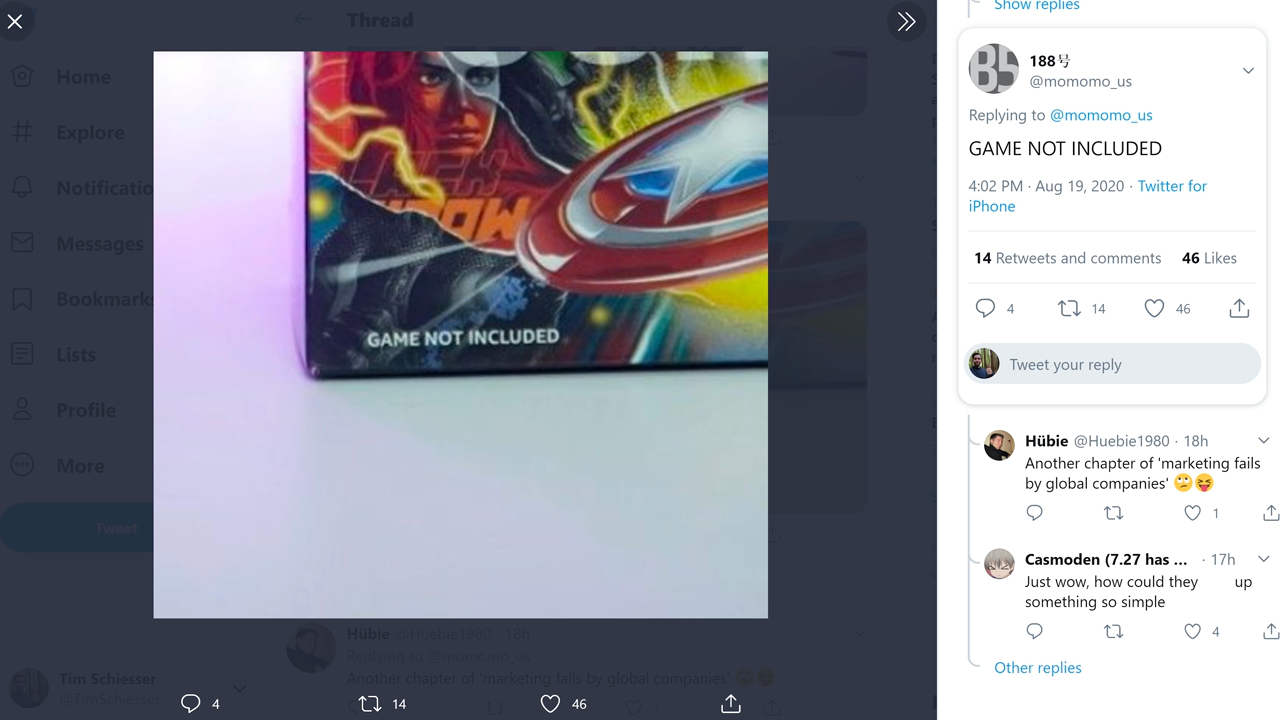 Thread
Home
Explore
Notificatio
Messages
Bookmarks
Lists
Profile
More
Tweet
Tim Schiesser
@TimSchiesser
GAME NOT INCLUDED
Hübie @Huebie1980 · 18h
Replying to @momomo_us
Another chapter of 'marketing fails by global companies' 🙄😝
4
14
46
Show replies
188号
@momomo_us
Replying to @momomo_us
GAME NOT INCLUDED
4:02 PM · Aug 19, 2020 · Twitter for
iPhone
14 Retweets and comments 46 Likes
4 14 46
Tweet your reply
Hübie @Huebie1980 · 18h
Another chapter of 'marketing fails
by global companies' 🙄😝
1
Casmoden (7.27 has ... · 17h
Just wow, how could they up
something so simple
4
Other replies